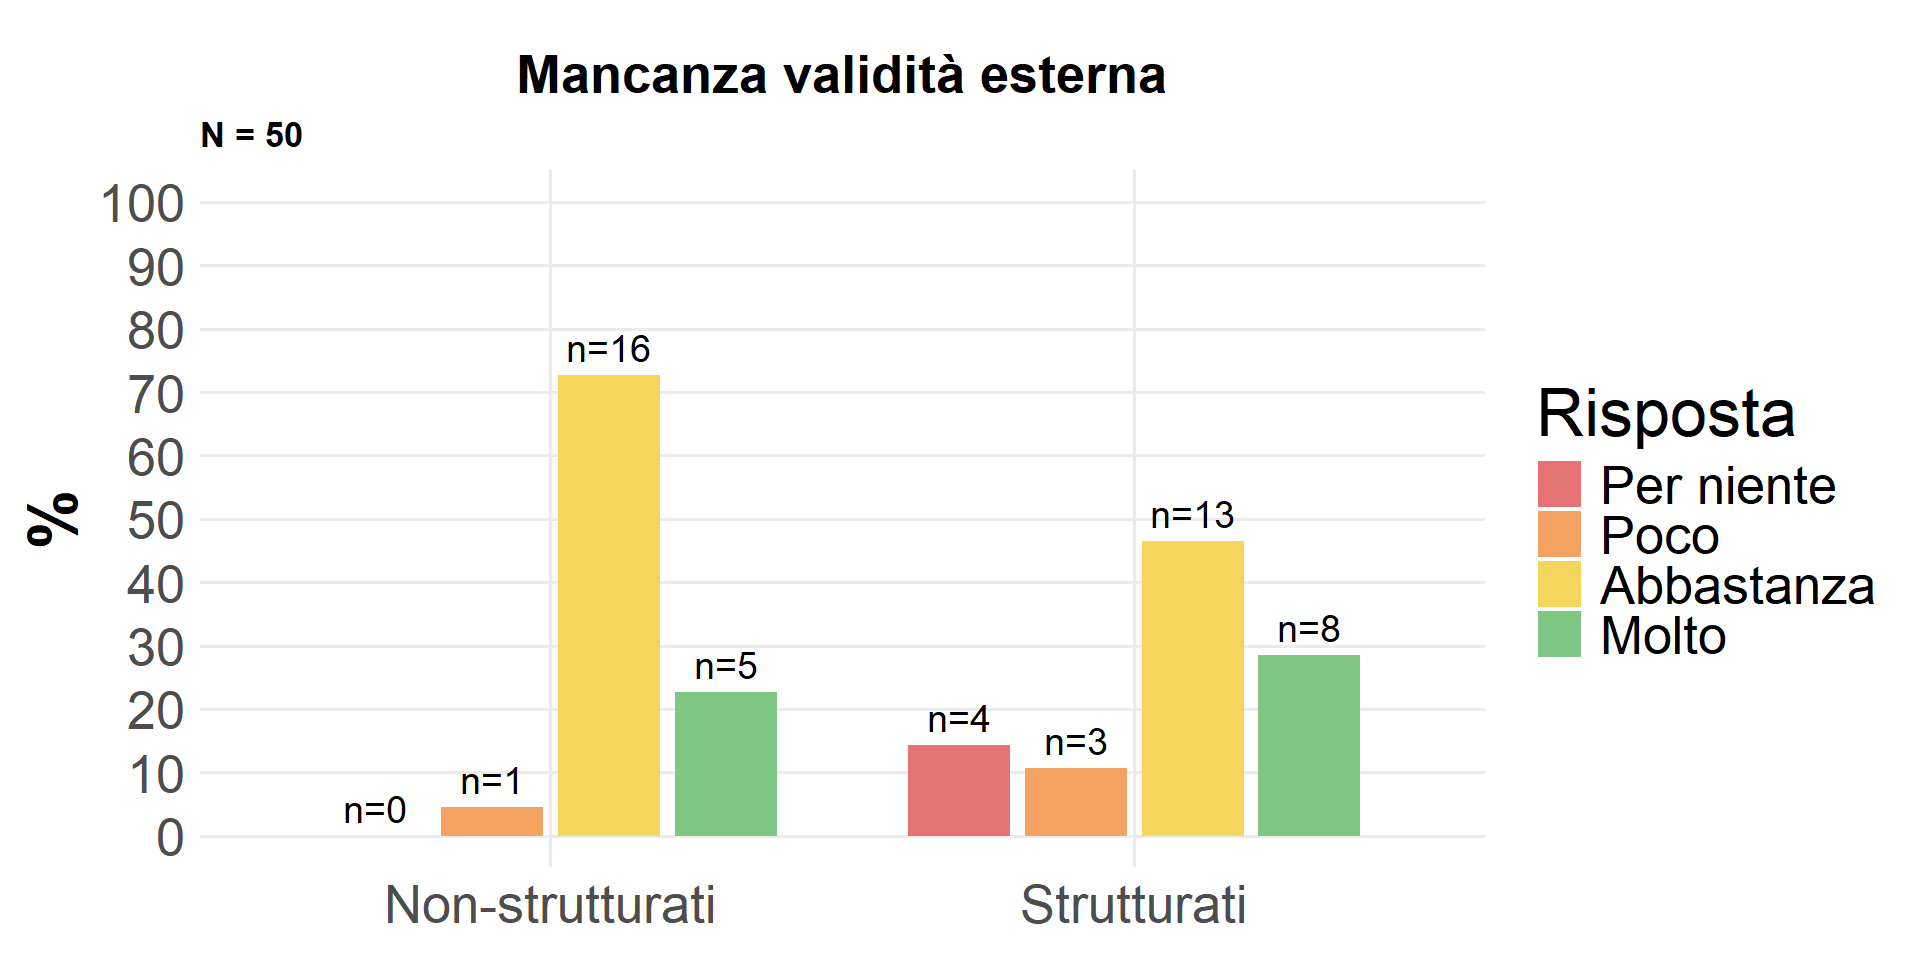 Mancanza validità esterna
N = 50
100
90
80
70
60
50
40
30
20
10
0
%
n=0
n=1
n=16
n=5
n=4
n=3
n=13
n=8
Non-strutturati
Strutturati
Risposta
Per niente
Poco
Abbastanza
Molto